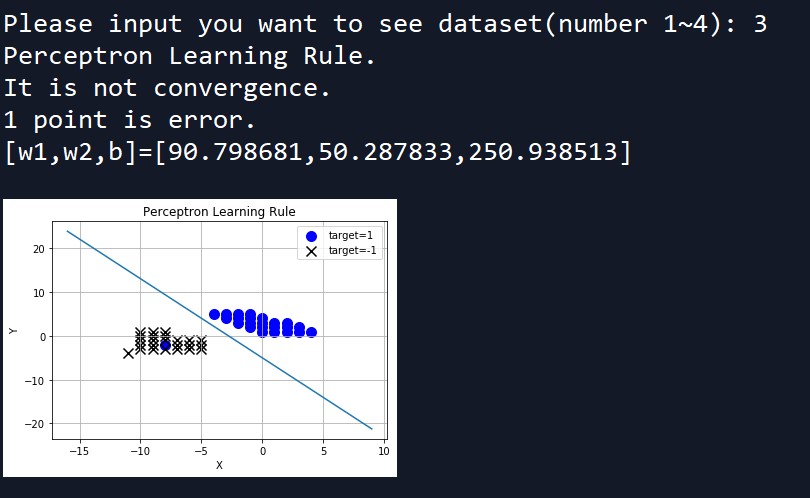 Please input you want to see dataset(number 1~4): 3
Perceptron Learning Rule.
It is not convergence.
1 point is error.
[w1,w2,b]=[90.798681,50.287833,250.938513]
Perceptron Learning Rule
target=1
target=-1
20
10
0
−10
−20
Y
−15
−10
−5
0
5
10
X